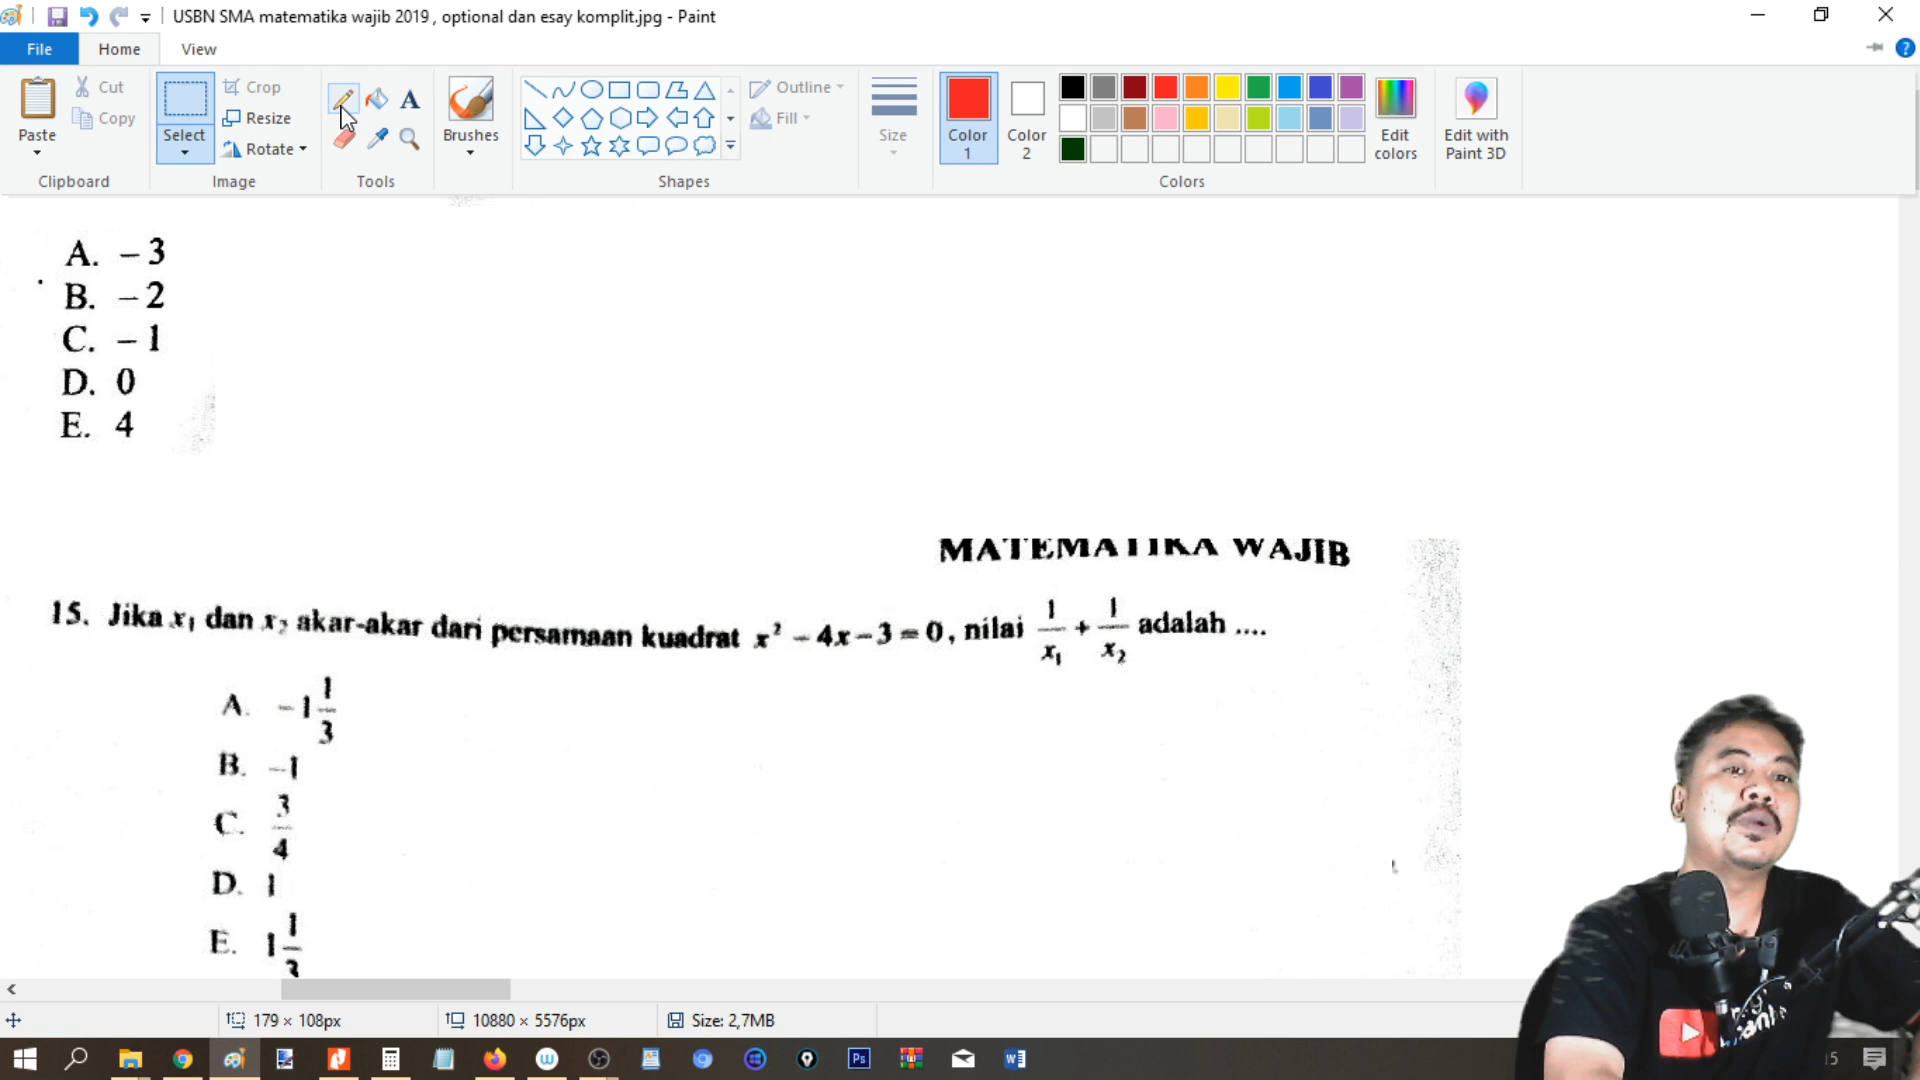 USBN SMA matematika wajib 2019 , optional dan esay komplit.jpg - Paint
File Home View
Paste
Cut
Copy
Clipboard
Select
Crop
Resize
Rotate
Image
A
Tools
Brushes
Shapes
Outline
Fill
Size
Color 1
Color 2
Colors
Edit colors
Edit with Paint 3D
A. – 3
B. – 2
C. – 1
D. 0
E. 4
MATEMATIKA WAJIB
15. Jika x₁ dan x₂ akar-akar dari persamaan kuadrat x² – 4x – 3 = 0, nilai 1/x₁ + 1/x₂ adalah ....
A. –1 1/3
B. –1
C. 3/4
D. 1
E. 1 1/3
179 × 108px
10880 × 5576px
Size: 2,7MB
Ps
15